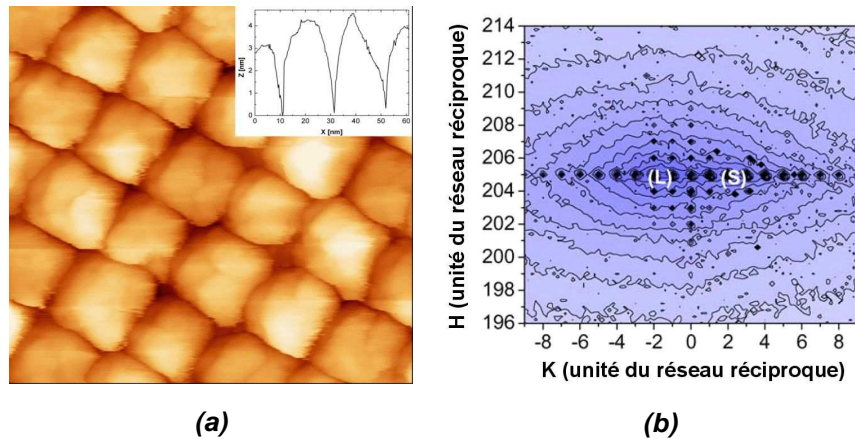 4
3
2
1
0
Z [nm]
0 10 20 30 40 50 60
X [nm]
214
212
210
208
206
204
202
200
198
196
H (unité du réseau réciproque)
(L) (S)
-8 -6 -4 -2 0 2 4 6 8
K (unité du réseau réciproque)
(a)
(b)